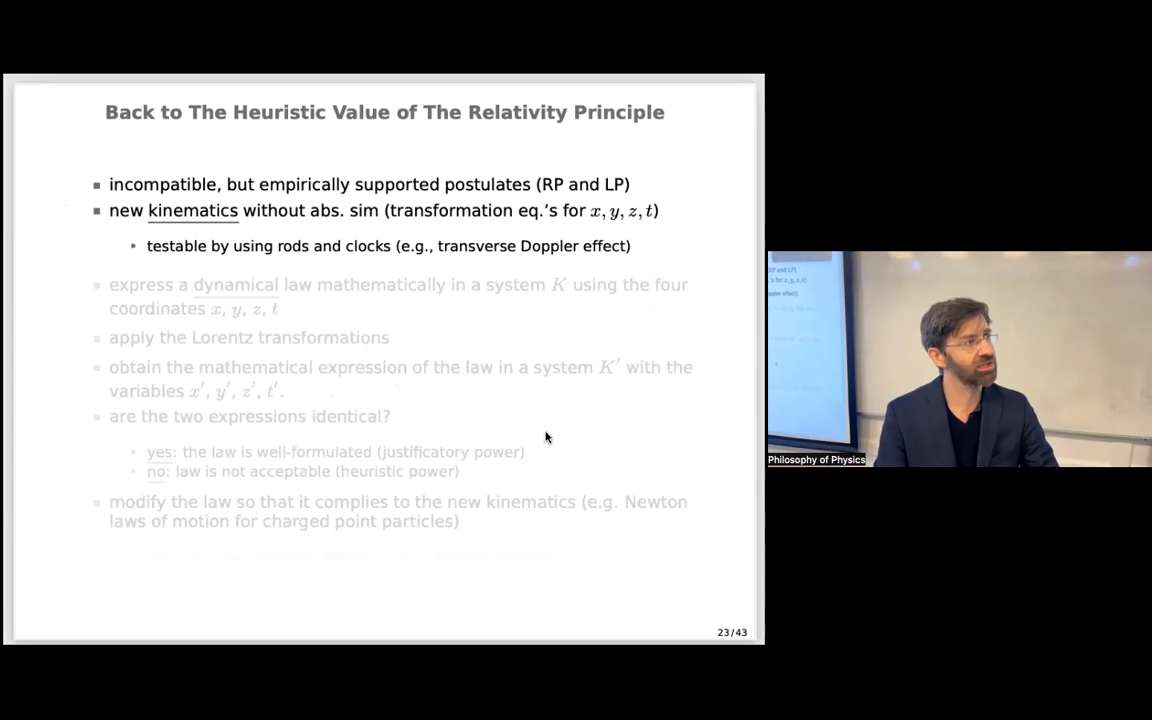 Back to The Heuristic Value of The Relativity Principle
incompatible, but empirically supported postulates (RP and LP)
new kinematics without abs. sim (transformation eq.'s for x, y, z, t)
testable by using rods and clocks (e.g., transverse Doppler effect)
express a dynamical law mathematically in a system K using the four
coordinates x, y, z, t
apply the Lorentz transformations
obtain the mathematical expression of the law in a system K′ with the
variables x′, y′, z′, t′.
are the two expressions identical?
yes: the law is well-formulated (justificatory power)
no: law is not acceptable (heuristic power)
modify the law so that it complies to the new kinematics (e.g. Newton
laws of motion for charged point particles)
23/43
Philosophy of Physics